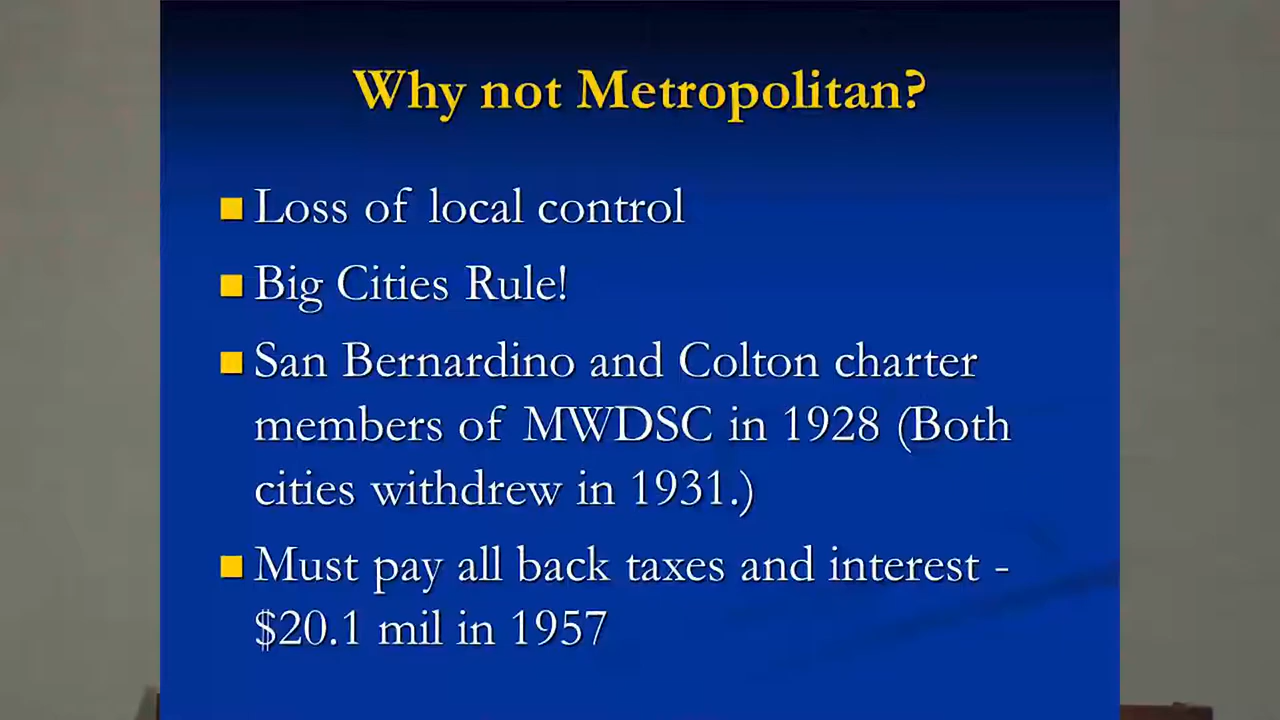 Why not Metropolitan?
Loss of local control
Big Cities Rule!
San Bernardino and Colton charter
members of MWDSC in 1928 (Both
cities withdrew in 1931.)
Must pay all back taxes and interest -
$20.1 mil in 1957